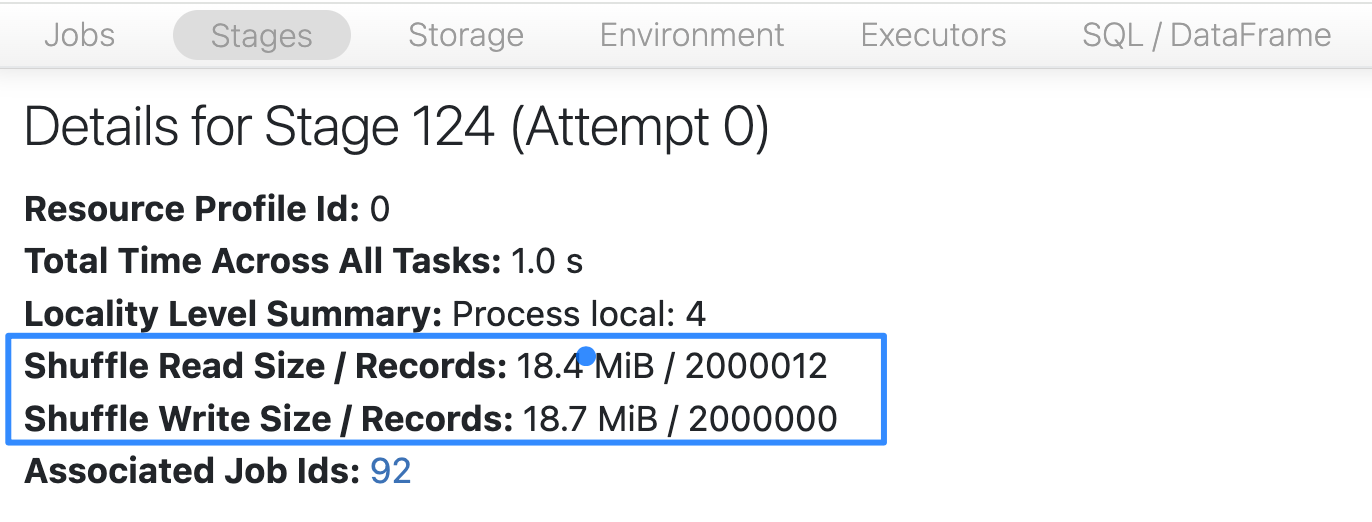 Jobs Stages Storage Environment Executors SQL / DataFrame
Details for Stage 124 (Attempt 0)
Resource Profile Id: 0
Total Time Across All Tasks: 1.0 s
Locality Level Summary: Process local: 4
Shuffle Read Size / Records: 18.4 MiB / 2000012
Shuffle Write Size / Records: 18.7 MiB / 2000000
Associated Job Ids: 92